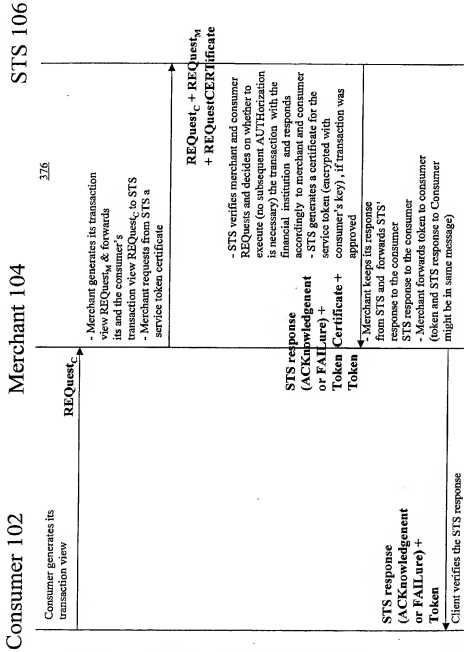 Consumer 102
Merchant 104
STS 106
376
Consumer generates its
transaction view
REQuestC
- Merchant generates its transaction
view REQuestM & forwards
its and the consumer's
transaction view REQuestC to STS
- Merchant requests from STS a
service token certificate
REQuestC + REQuestM
+ REQuestCERTificate
- STS verifies merchant and consumer
REQuests and decides on whether to
execute (no subsequent AUTHorization
is necessary) the transaction with the
financial institution and responds
accordingly to merchant and consumer
- STS generates a certificate for the
service token (encrypted with
consumer's key), if transaction was
approved
STS response
(ACKnowledgenent
or FAILure) +
Token Certificate +
Token
- Merchant keeps its response
from STS and forwards STS'
response to the consumer
STS response to the consumer
- Merchant forwards token to consumer
(token and STS response to Consumer
might be in same message)
STS response
(ACKnowledgenent
or FAILure) +
Token
Client verifies the STS response